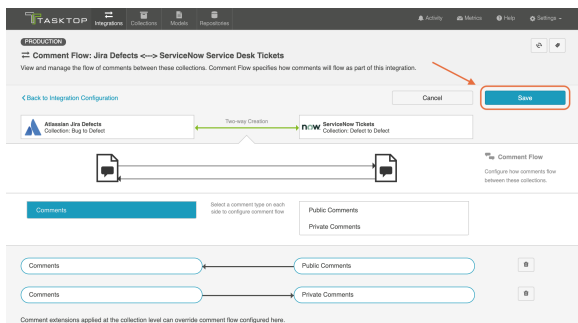 TASKTOP
Integrations
Collections
Models
Repositories
Activity
Metrics
Help
Settings
PRODUCTION
Comment Flow: Jira Defects <—> ServiceNow Service Desk Tickets
View and manage the flow of comments between these collections. Comment Flow specifies how comments will flow as part of this integration.
Back to Integration Configuration
Cancel
Save
Atlassian Jira Defects
Collection: Bug to Defect
Two-way Creation
now
ServiceNow Tickets
Collection: Defect to Defect
Comment Flow
Configure how comments flow
between these collections.
Comments
Select a comment type on each
side to configure comment flow
Public Comments
Private Comments
Comments
Public Comments
Comments
Private Comments
Comment extensions applied at the collection level can override comment flow configured here.